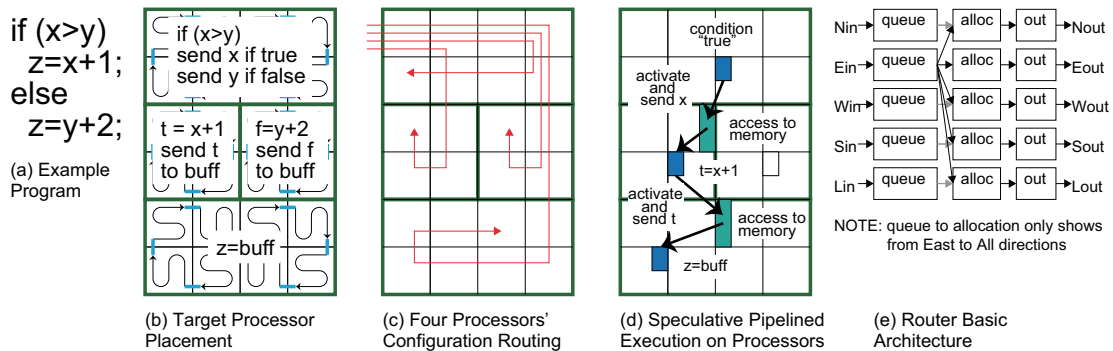 if (x>y)
z=x+1;
else
z=y+2;
(a) Example
Program
if (x>y)
send x if true
send y if false
t = x+1
send t
to buff
f=y+2
send f
to buff
z=buff
(b) Target Processor
Placement
(c) Four Processors'
Configuration Routing
condition
"true"
activate
and
send x
access to
memory
t=x+1
activate
and
send t
access to
memory
z=buff
(d) Speculative Pipelined
Execution on Processors
Nin queue alloc out Nout
Ein queue alloc out Eout
Win queue alloc out Wout
Sin queue alloc out Sout
Lin queue alloc out Lout
NOTE: queue to allocation only shows
from East to All directions
(e) Router Basic
Architecture